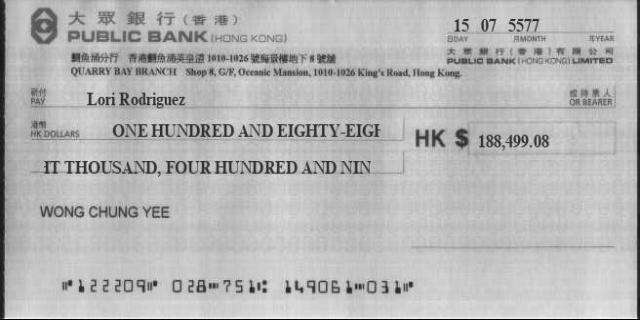 大眾銀行(香港)
PUBLIC BANK (HONG KONG)
15 07 5577
日DAY 月MONTH 年YEAR
大眾銀行(香港)有限公司
PUBLIC BANK (HONG KONG) LIMITED
鰂魚涌分行 香港鰂魚涌英皇道 1010-1026 號海景樓地下 8 號舖
QUARRY BAY BRANCH Shop 8, G/F, Oceanic Mansion, 1010-1026 King's Road, Hong Kong.
祈付
PAY Lori Rodriguez
或持票人
OR BEARER
港幣
HK DOLLARS ONE HUNDRED AND EIGHTY-EIGH
HK $ 188,499.08
IT THOUSAND, FOUR HUNDRED AND NIN
WONG CHUNG YEE
⑈122209⑈ 028⑉751⑆ 149061⑉031⑈